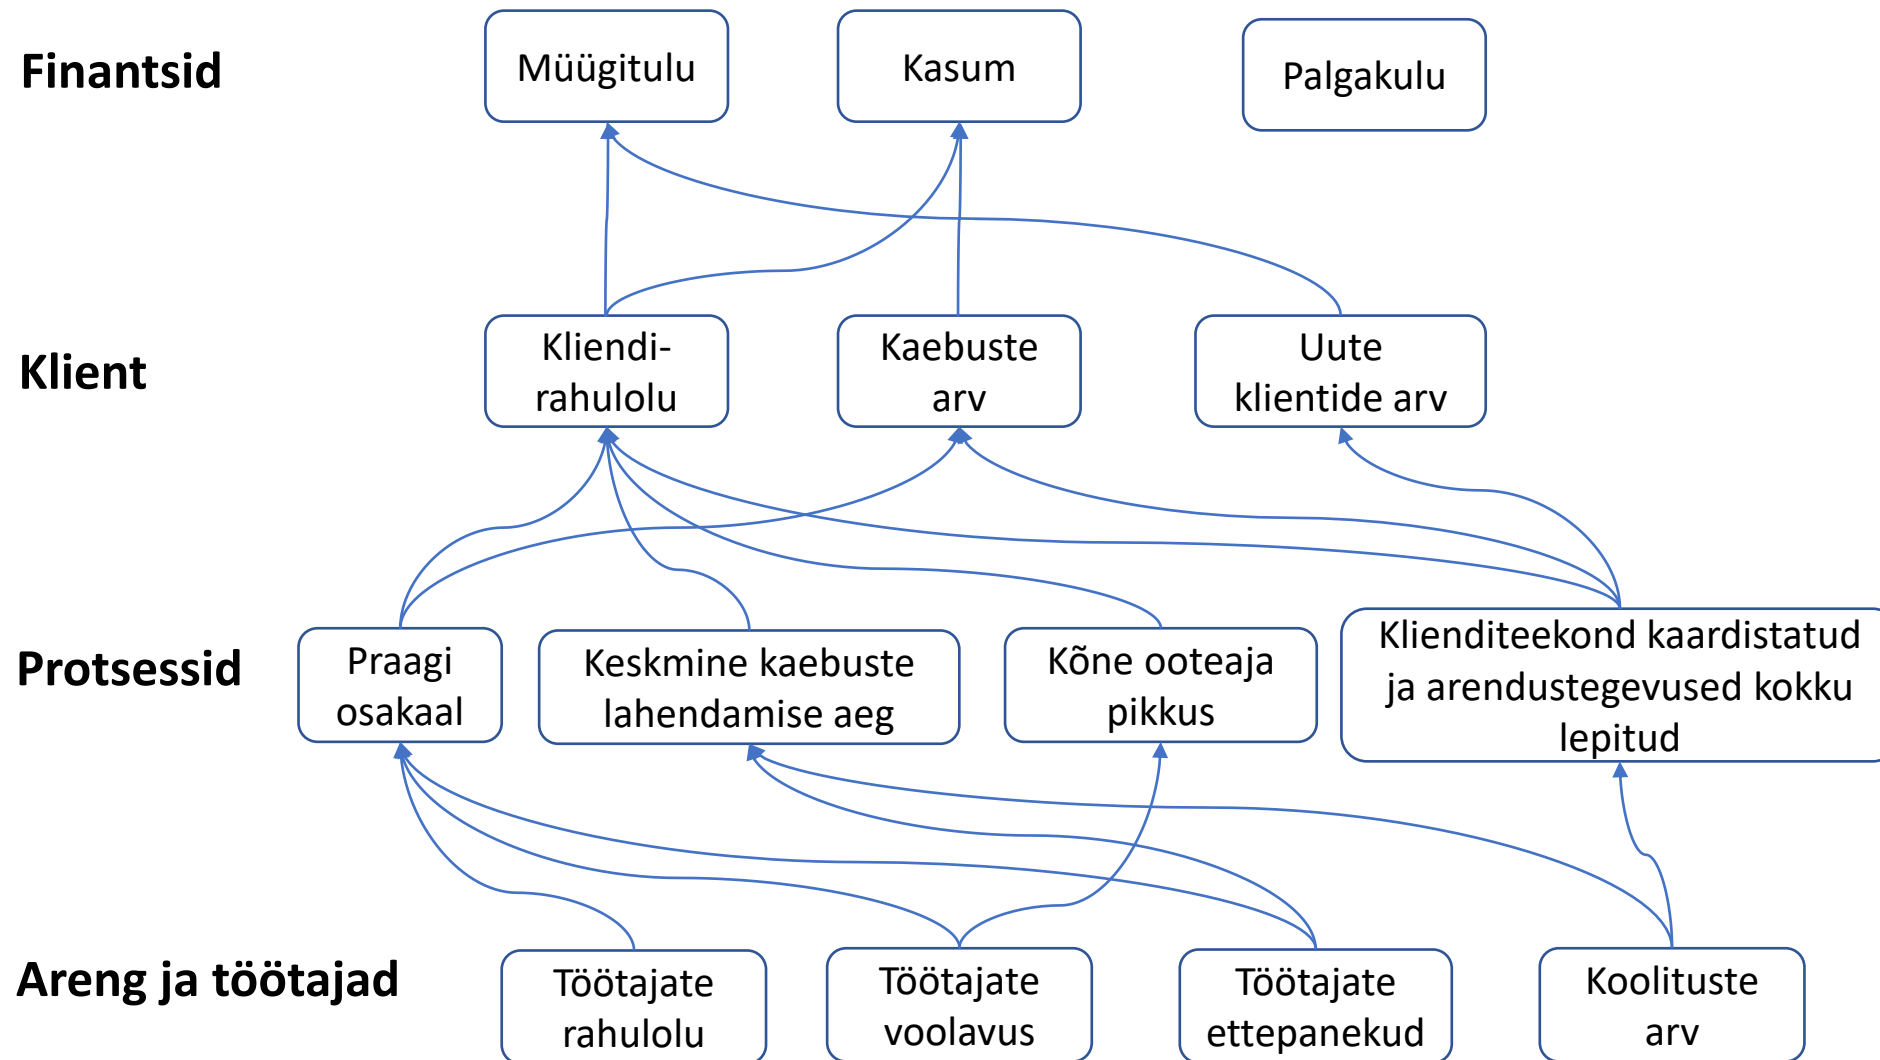 Finantsid
Müügitulu
Kasum
Palgakulu
Klient
Kliendi-
rahulolu
Kaebuste
arv
Uute
klientide arv
Protsessid
Praagi
osakaal
Keskmine kaebuste
lahendamise aeg
Kõne ooteaja
pikkus
Klienditeekond kaardistatud
ja arendustegevused kokku
lepitud
Areng ja töötajad
Töötajate
rahulolu
Töötajate
voolavus
Töötajate
ettepanekud
Koolituste
arv